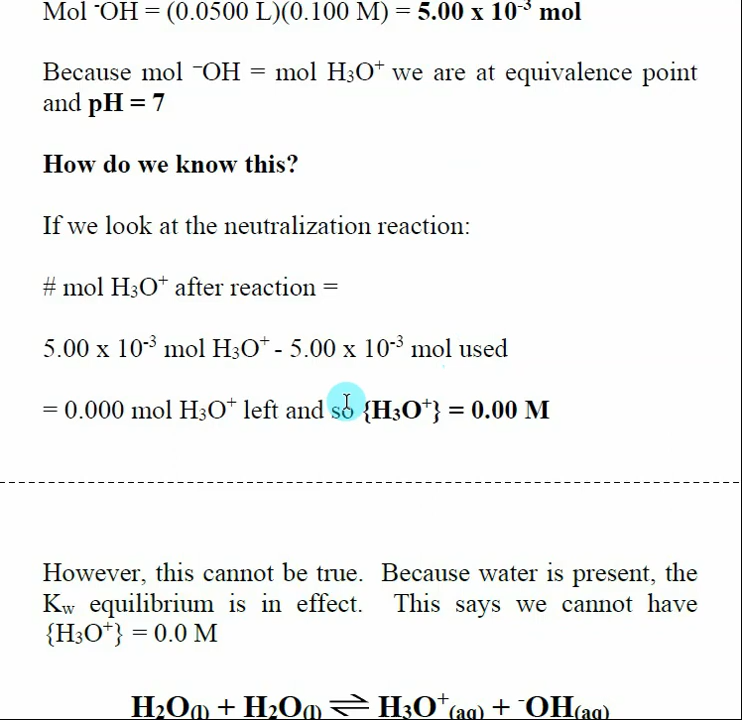 Mol ⁻OH = (0.0500 L)(0.100 M) = 5.00 x 10⁻³ mol
Because mol ⁻OH = mol H₃O⁺ we are at equivalence point
and pH = 7
How do we know this?
If we look at the neutralization reaction:
# mol H₃O⁺ after reaction =
5.00 x 10⁻³ mol H₃O⁺ - 5.00 x 10⁻³ mol used
= 0.000 mol H₃O⁺ left and so {H₃O⁺} = 0.00 M
However, this cannot be true. Because water is present, the
K_w equilibrium is in effect. This says we cannot have
{H₃O⁺} = 0.0 M
H₂O(l) + H₂O(l) ⇌ H₃O⁺(aq) + ⁻OH(aq)